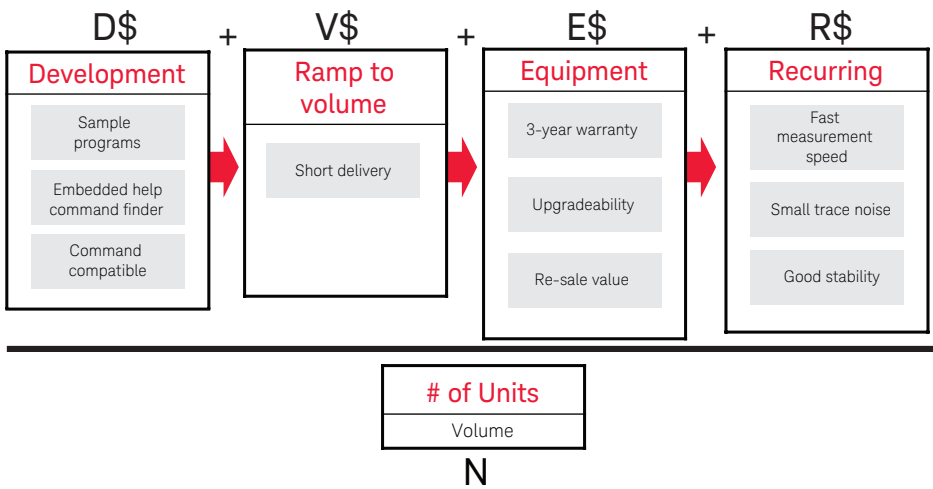 D$ + V$ + E$ + R$
Development
Sample
programs
Embedded help
command finder
Command
compatible
Ramp to
volume
Short delivery
Equipment
3-year warranty
Upgradeability
Re-sale value
Recurring
Fast
measurement
speed
Small trace noise
Good stability
# of Units
Volume
N